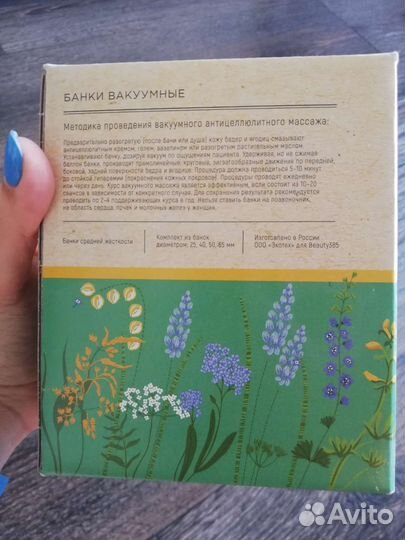 БАНКИ ВАКУУМНЫЕ
Методика проведения вакуумного антицеллюлитного массажа:
Предварительно разогретую (после бани или душа) кожу бедер и ягодиц смазывают
антицеллюлитным кремом, гелем, вазелином или разогретым растительным маслом.
Устанавливают банку, дозируя вакуум по ощущениям пациента. Удерживая, но не сжимая
баллон банки, производят прямолинейные, круговые, зигзагообразные движения по передней,
боковой, задней поверхности бедра и ягодице. Процедура должна продолжаться 5-10 минут
до стойкой гиперемии (покраснения кожных покровов). Процедуры проводят ежедневно
или через день. Курс вакуумного массажа является эффективным, если состоит из 10-20
сеансов в зависимости от конкретного случая. Для сохранения результата рекомендуется
проводить по 2-4 поддерживающих курса в год. Нельзя ставить банки на позвоночник,
на область сердца, почек и молочных желез у женщин.
Банки средней жесткости
Комплект из банок
диаметром: 25, 40, 50, 65 мм
Изготовлено в России
ООО «Экотех» для Beauty365
Avito